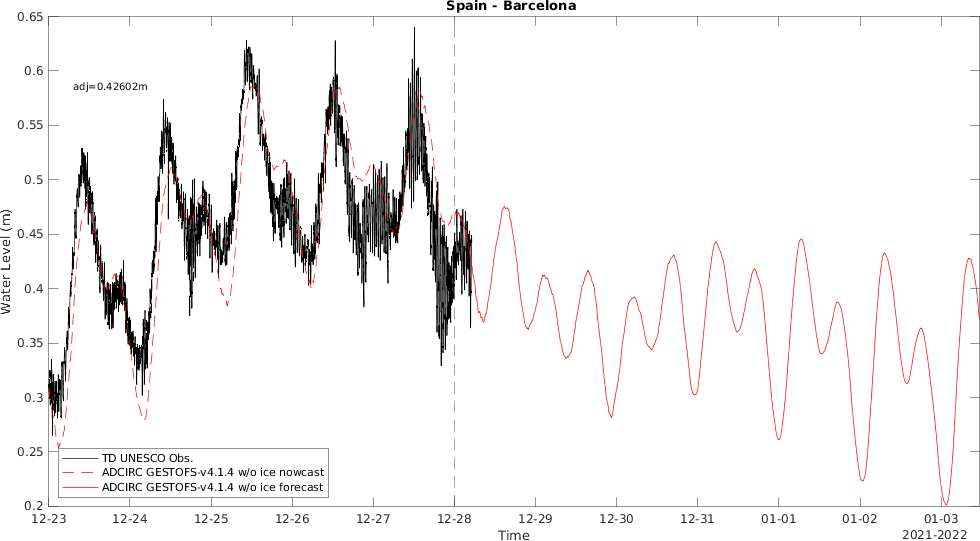 Spain - Barcelona
0.65
0.6
adj=0.42602m
0.55
0.5
0.45
0.4
0.35
0.3
0.25
0.2
Water Level (m)
TD UNESCO Obs.
ADCIRC GESTOFS-v4.1.4 w/o ice nowcast
ADCIRC GESTOFS-v4.1.4 w/o ice forecast
12-23 12-24 12-25 12-26 12-27 12-28 12-29 12-30 12-31 01-01 01-02 01-03
Time
2021-2022